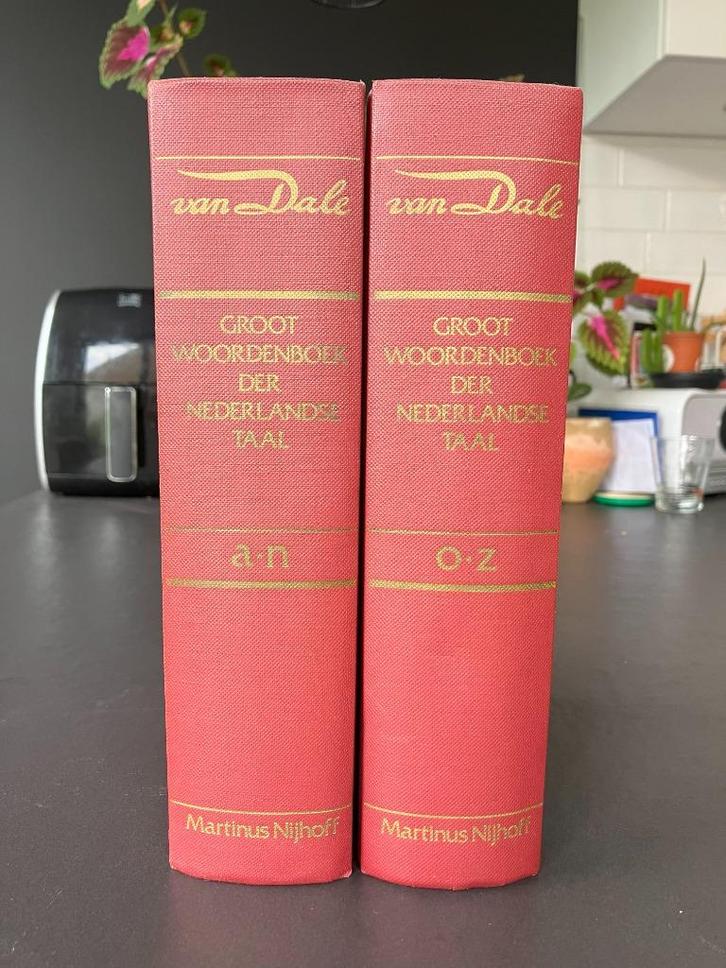 van Dale
GROOT
WOORDENBOEK
DER
NEDERLANDSE
TAAL
a·n
Martinus Nijhoff
van Dale
GROOT
WOORDENBOEK
DER
NEDERLANDSE
TAAL
o·z
Martinus Nijhoff